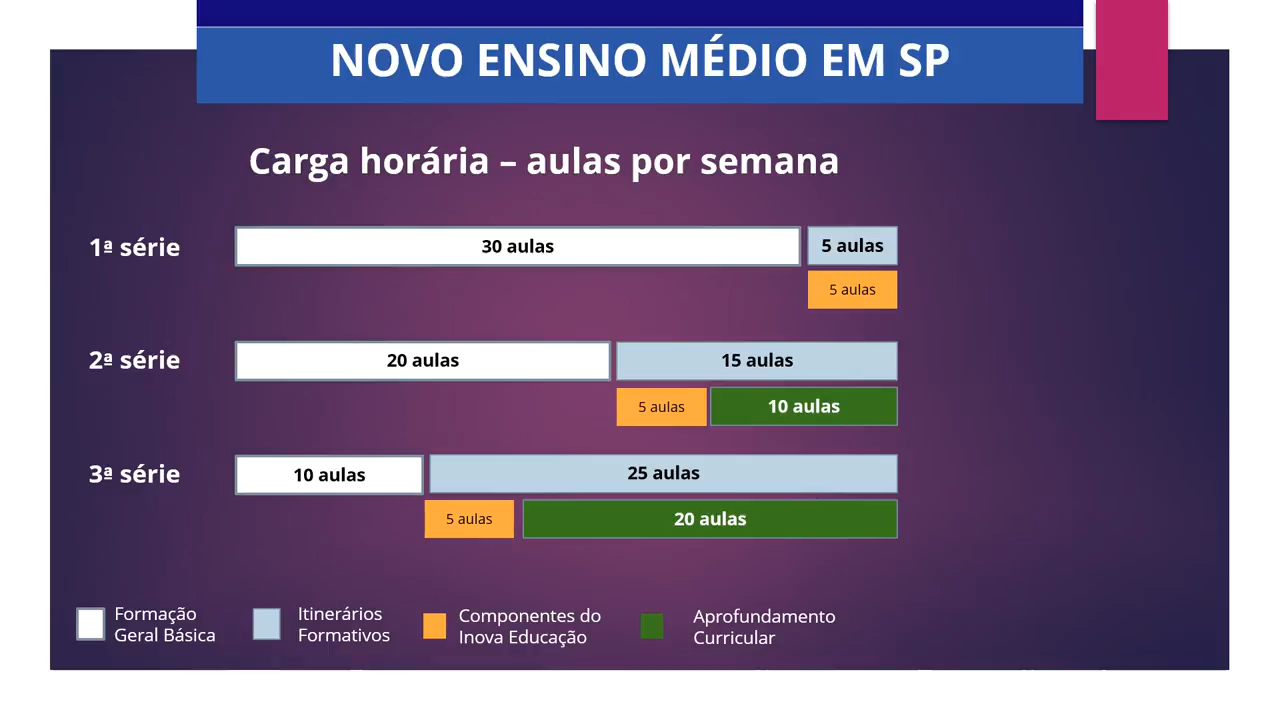 NOVO ENSINO MÉDIO EM SP
Carga horária – aulas por semana
1ª série
30 aulas
5 aulas
5 aulas
2ª série
20 aulas
15 aulas
5 aulas
10 aulas
3ª série
10 aulas
25 aulas
5 aulas
20 aulas
Formação
Geral Básica
Itinerários
Formativos
Componentes do
Inova Educação
Aprofundamento
Curricular